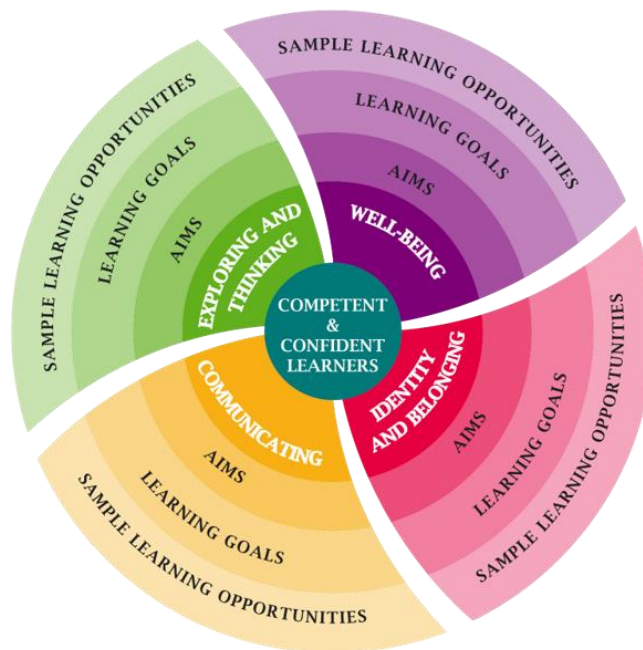 SAMPLE LEARNING OPPORTUNITIES
LEARNING GOALS
AIMS
EXPLORING AND
THINKING
SAMPLE LEARNING OPPORTUNITIES
LEARNING GOALS
AIMS
WELL-BEING
COMPETENT
&
CONFIDENT
LEARNERS
IDENTITY
AND BELONGING
AIMS
LEARNING GOALS
SAMPLE LEARNING OPPORTUNITIES
COMMUNICATING
AIMS
LEARNING GOALS
SAMPLE LEARNING OPPORTUNITIES